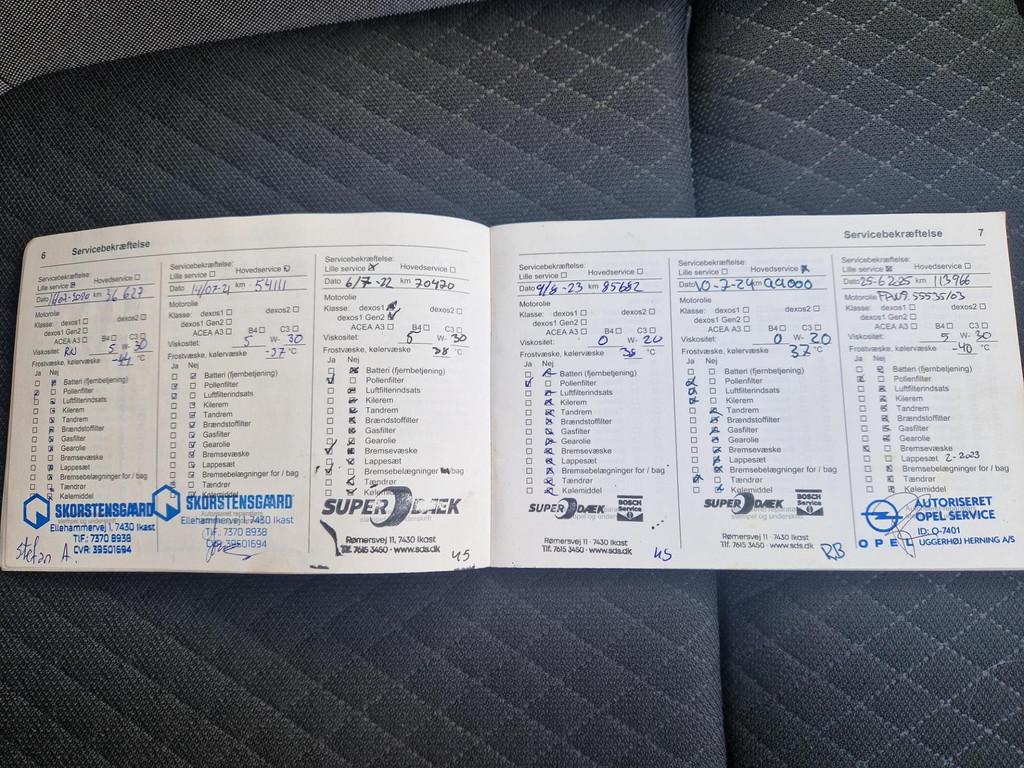 6
Servicebekræftelse
Servicebekræftelse:
Lille service ☒ Hovedservice ☐
Dato km 36 627
Motorolie
Klasse: dexos1 ☐ dexos2 ☐
dexos1 Gen2 ☐
ACEA A3 ☐ B4 ☐ C3 ☐
Viskositet: 5 W- 30
Frostvæske, kølervæske -44 °C
Ja Nej
Batteri (fjernbetjening)
Pollenfilter
Luftfilterindsats
Kilerem
Tandrem
Brændstoffilter
Gasfilter
Gearolie
Bremsevæske
Lappesæt
Bremsebelægninger for / bag
Tændrør
Kølemiddel
SKORSTENSGAARD
Ellehammervej 1, 7430 Ikast
TlF.: 7370 8938
CVR: 39501694
Stefan A.
Servicebekræftelse:
Lille service ☐ Hovedservice ☑
Dato 14/07-21 km 54111
Motorolie
Klasse: dexos1 ☐ dexos2 ☐
dexos1 Gen2 ☐
ACEA A3 ☐ B4 ☐ C3 ☐
Viskositet: 5 W- 30
Frostvæske, kølervæske -37 °C
Ja Nej
Batteri (fjernbetjening)
Pollenfilter
Luftfilterindsats
Kilerem
Tandrem
Brændstoffilter
Gasfilter
Gearolie
Bremsevæske
Lappesæt
Bremsebelægninger for / bag
Tændrør
Kølemiddel
SKORSTENSGAARD
Ellehammervej 1, 7430 Ikast
TlF.: 7370 8938
CVR: 39501694
Servicebekræftelse:
Lille service ☒ Hovedservice ☐
Dato 6/7-22 km 70470
Motorolie
Klasse: dexos1 dexos2 ☐
dexos1 Gen2
ACEA A3 ☐ B4 ☐ C3 ☐
Viskositet: 5 W- 30
Frostvæske, kølervæske 38 °C
Ja Nej
Batteri (fjernbetjening)
Pollenfilter
Luftfilterindsats
Kilerem
Tandrem
Brændstoffilter
Gasfilter
Gearolie
Bremsevæske
Lappesæt
Bremsebelægninger for / bag
Tændrør
Kølemiddel
SUPER DÆK
Rømersvej 11 · 7430 Ikast
Tlf. 7615 3450 · www.sds.dk
US
Servicebekræftelse 7
Servicebekræftelse:
Lille service ☐ Hovedservice ☐
Dato 9/8-23 km 85682
Motorolie
Klasse: dexos1 ☐ dexos2 ☐
dexos1 Gen2 ☐
ACEA A3 ☐ B4 ☐ C3 ☐
Viskositet: 0 W- 20
Frostvæske, kølervæske 38 °C
Ja Nej
Batteri (fjernbetjening)
Pollenfilter
Luftfilterindsats
Kilerem
Tandrem
Brændstoffilter
Gasfilter
Gearolie
Bremsevæske
Lappesæt
Bremsebelægninger for / bag
Tændrør
Kølemiddel
SUPER DÆK BOSCH Service
Rømersvej 11 · 7430 Ikast
Tlf. 7615 3450 · www.sds.dk
US
Servicebekræftelse:
Lille service ☐ Hovedservice ☒
Dato 10-7-24 km 99000
Motorolie
Klasse: dexos1 ☐ dexos2 ☐
dexos1 Gen2 ☐
ACEA A3 ☐ B4 ☐ C3 ☐
Viskositet: 0 W- 20
Frostvæske, kølervæske 37 °C
Ja Nej
Batteri (fjernbetjening)
Pollenfilter
Luftfilterindsats
Kilerem
Tandrem
Brændstoffilter
Gasfilter
Gearolie
Bremsevæske
Lappesæt
Bremsebelægninger for / bag
Tændrør
Kølemiddel
SUPER DÆK BOSCH Service
Rømersvej 11 · 7430 Ikast
Tlf. 7615 3450 · www.sds.dk
RB
Servicebekræftelse:
Lille service ☒ Hovedservice ☐
Dato 25-6 2025 km 113966
Motorolie
Klasse: dexos1 ☐ dexos2 ☐
dexos1 Gen2 ☐
ACEA A3 ☐ B4 ☐ C3 ☐
Viskositet: 5 W- 30
Frostvæske, kølervæske -40 °C
Ja Nej
Batteri (fjernbetjening)
Pollenfilter
Luftfilterindsats
Kilerem
Tandrem
Brændstoffilter
Gasfilter
Gearolie
Bremsevæske
Lappesæt 2-2023
Bremsebelægninger for / bag
Tændrør
Kølemiddel
AUTORISERET
OPEL SERVICE
ID: O-7401
OPEL UGGERHØJ HERNING A/S